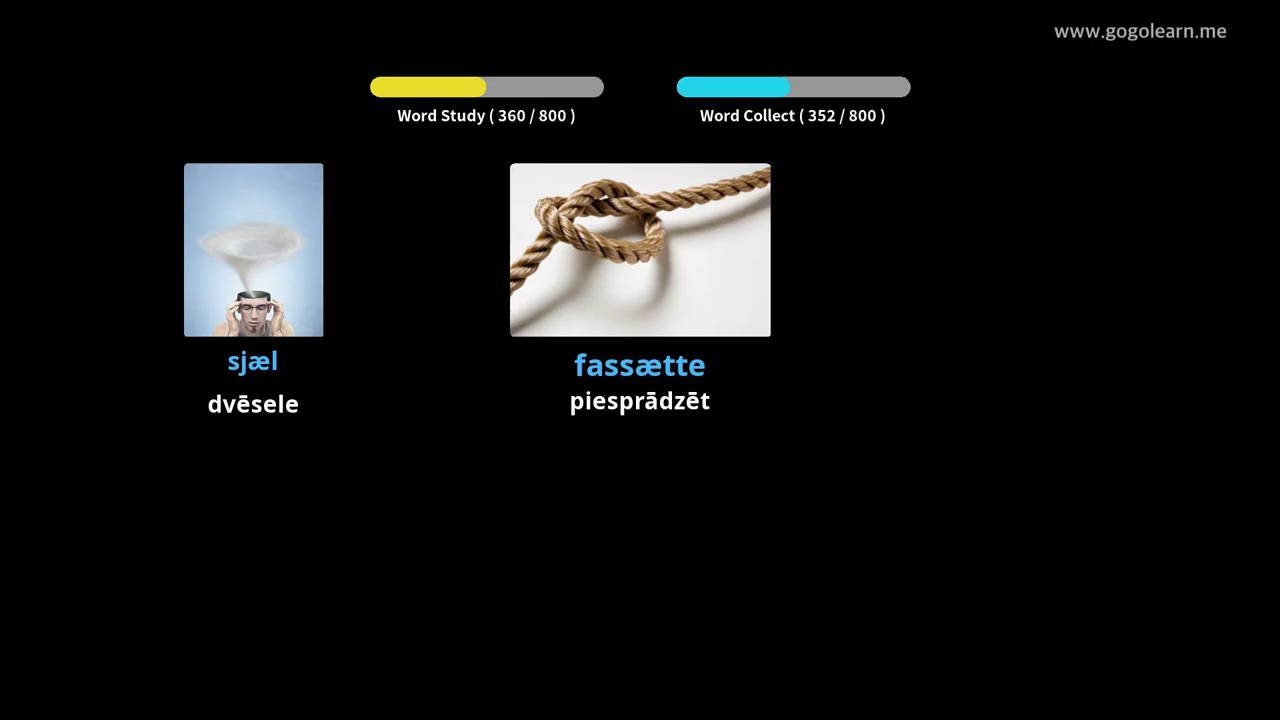 www.gogolearn.me
Word Study ( 360 / 800 )
Word Collect ( 352 / 800 )
sjæl
dvēsele
fassætte
piesprādzēt